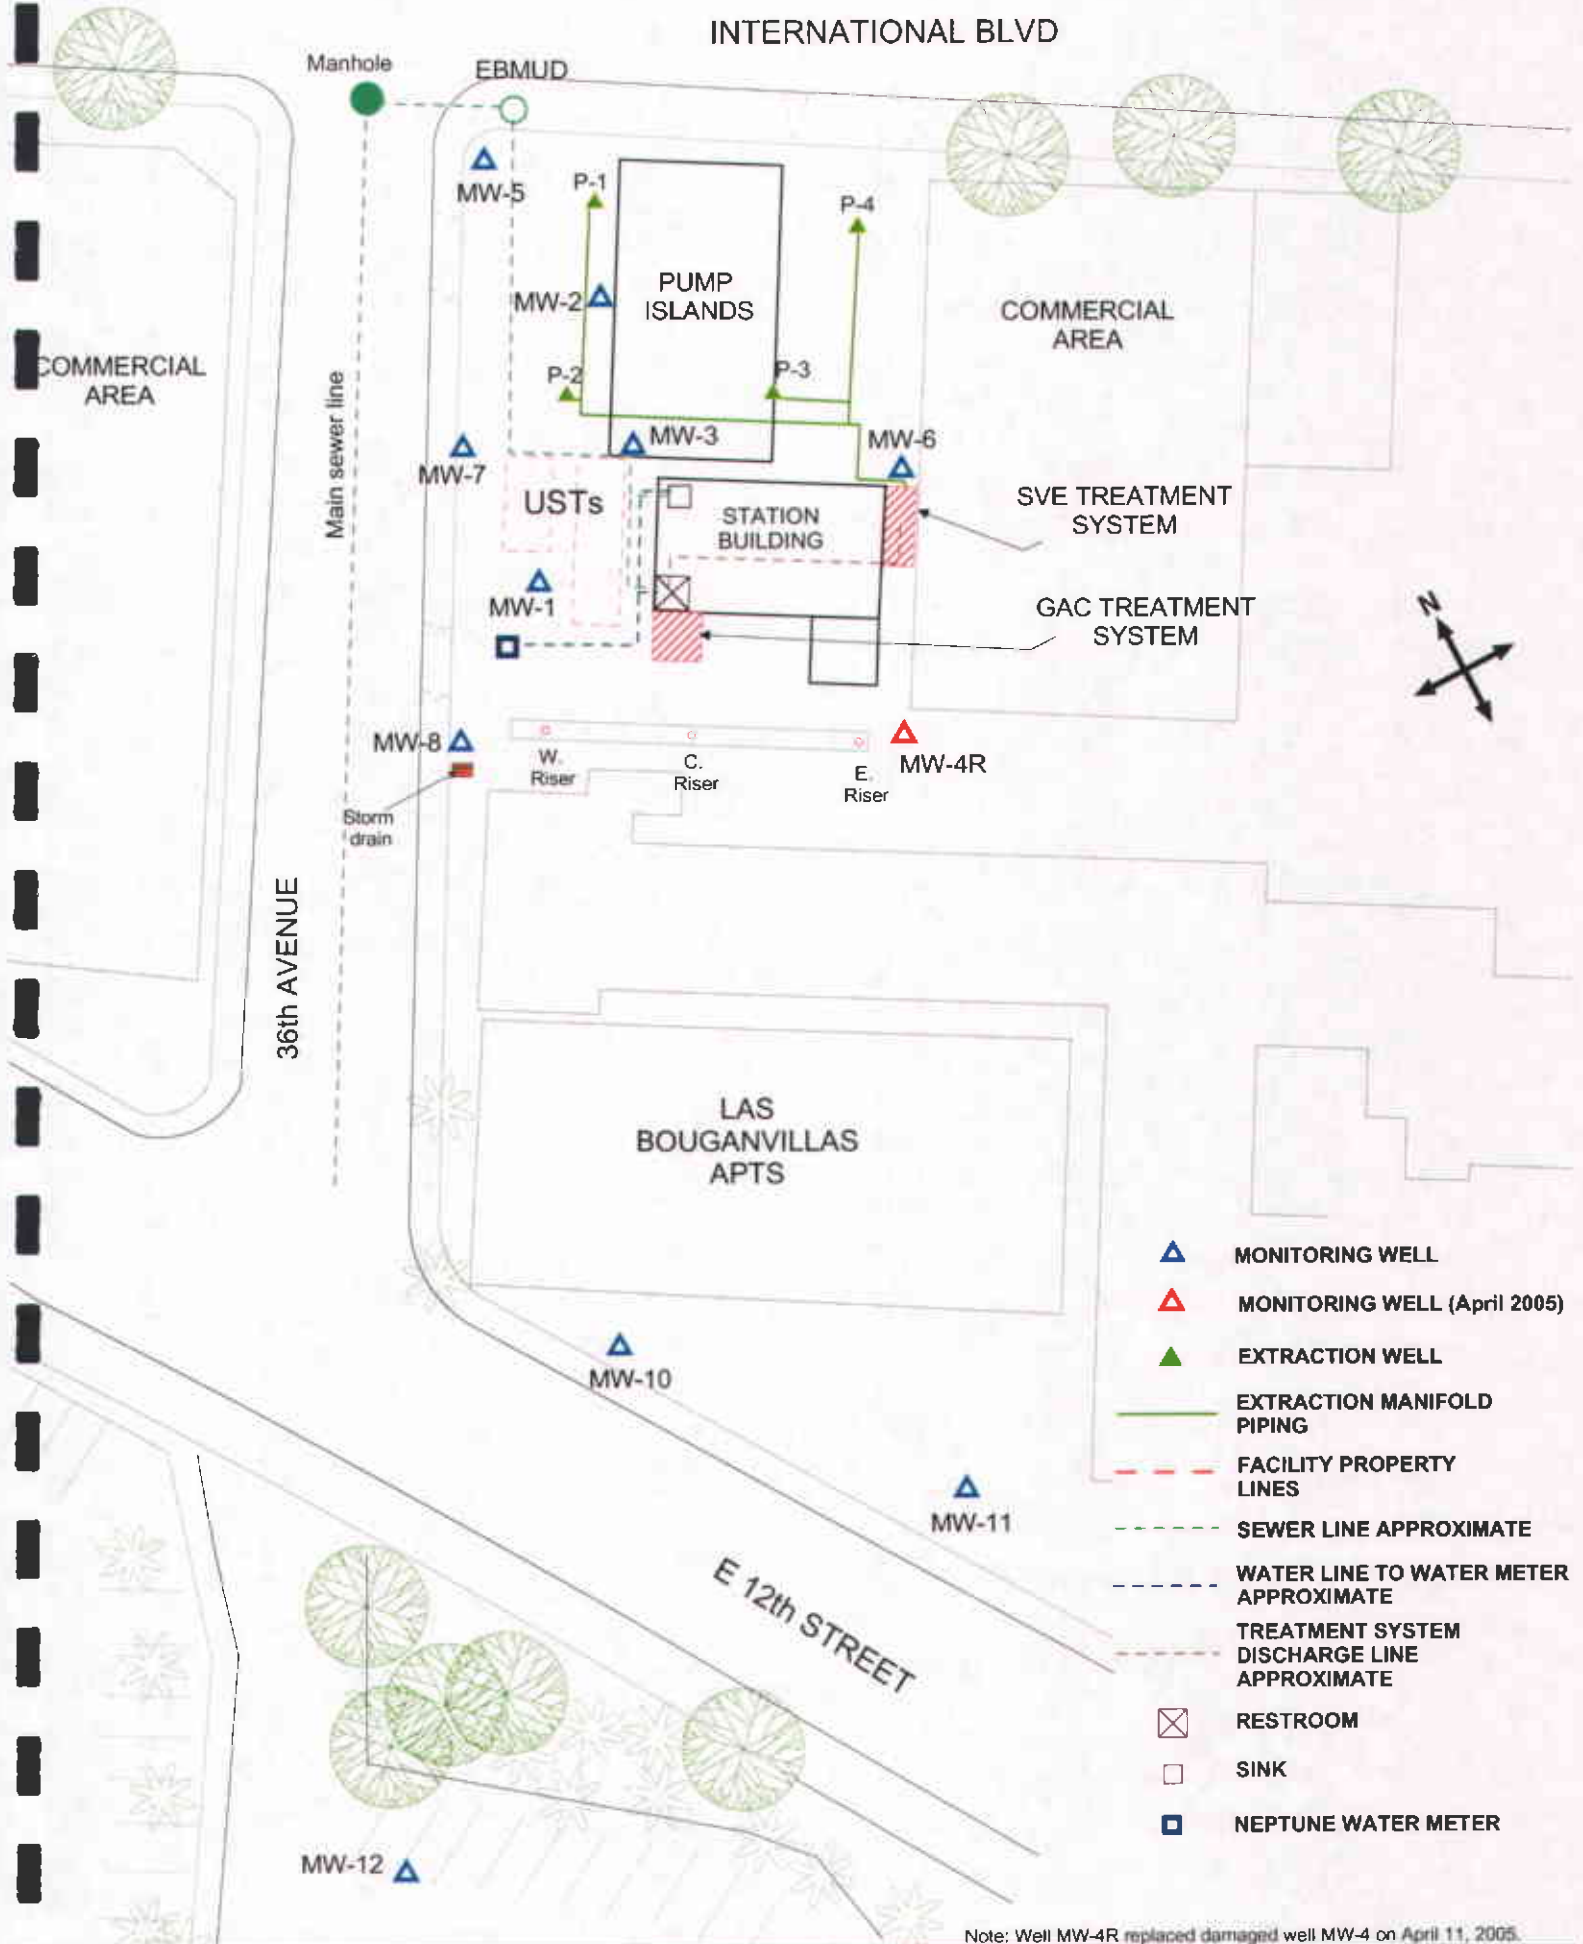 INTERNATIONAL BLVD
Manhole
EBMUD
MW-5
P-1
P-4
MW-2
PUMP
ISLANDS
COMMERCIAL
AREA
COMMERCIAL
AREA
P-2
P-3
Main sewer line
MW-3
MW-6
MW-7
USTs
STATION
BUILDING
SVE TREATMENT
SYSTEM
MW-1
GAC TREATMENT
SYSTEM
N
MW-8
W.
Riser
C.
Riser
E.
Riser
MW-4R
Storm
drain
36th AVENUE
LAS
BOUGANVILLAS
APTS
MW-10
MW-11
E 12th STREET
MW-12
MONITORING WELL
MONITORING WELL (April 2005)
EXTRACTION WELL
EXTRACTION MANIFOLD
PIPING
FACILITY PROPERTY
LINES
SEWER LINE APPROXIMATE
WATER LINE TO WATER METER
APPROXIMATE
TREATMENT SYSTEM
DISCHARGE LINE
APPROXIMATE
RESTROOM
SINK
NEPTUNE WATER METER
Note: Well MW-4R replaced damaged well MW-4 on April 11, 2005.